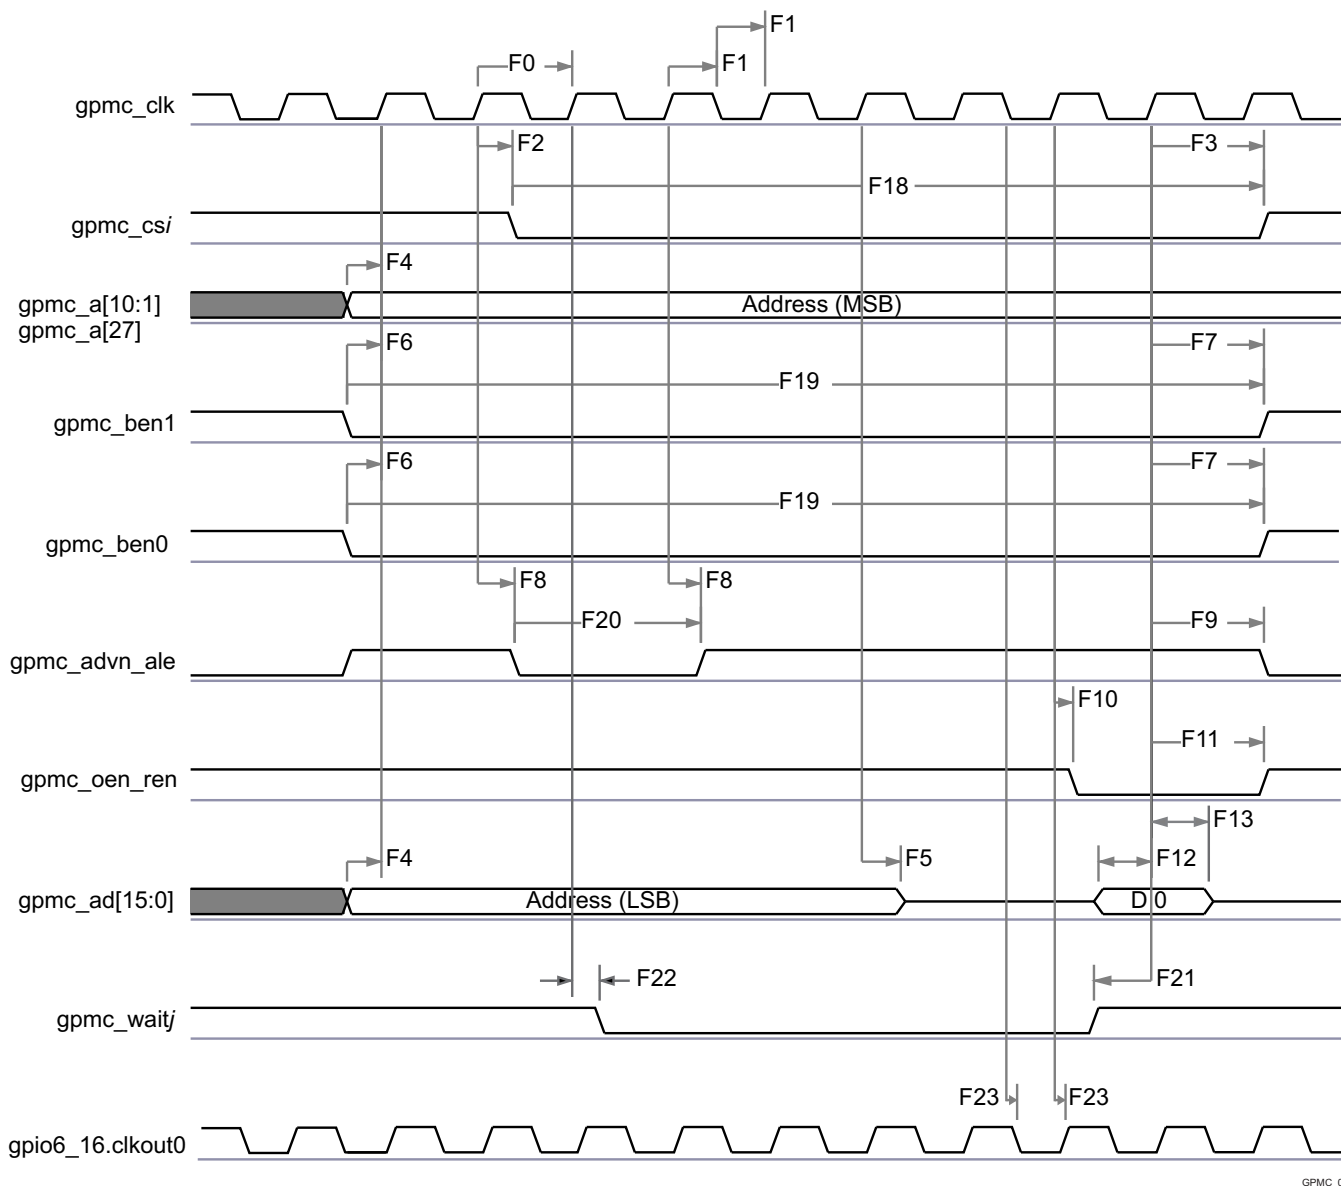 F1
F0
F1
gpmc_clk
F2
F3
F18
gpmc_csi
F4
gpmc_a[10:1]
Address (MSB)
gpmc_a[27]
F6
F7
F19
gpmc_ben1
F6
F7
F19
gpmc_ben0
F8
F8
F20
F9
gpmc_advn_ale
F10
F11
gpmc_oen_ren
F13
F4
F5
F12
gpmc_ad[15:0]
Address (LSB)
D 0
F22
F21
gpmc_waitj
F23
F23
gpio6_16.clkout0